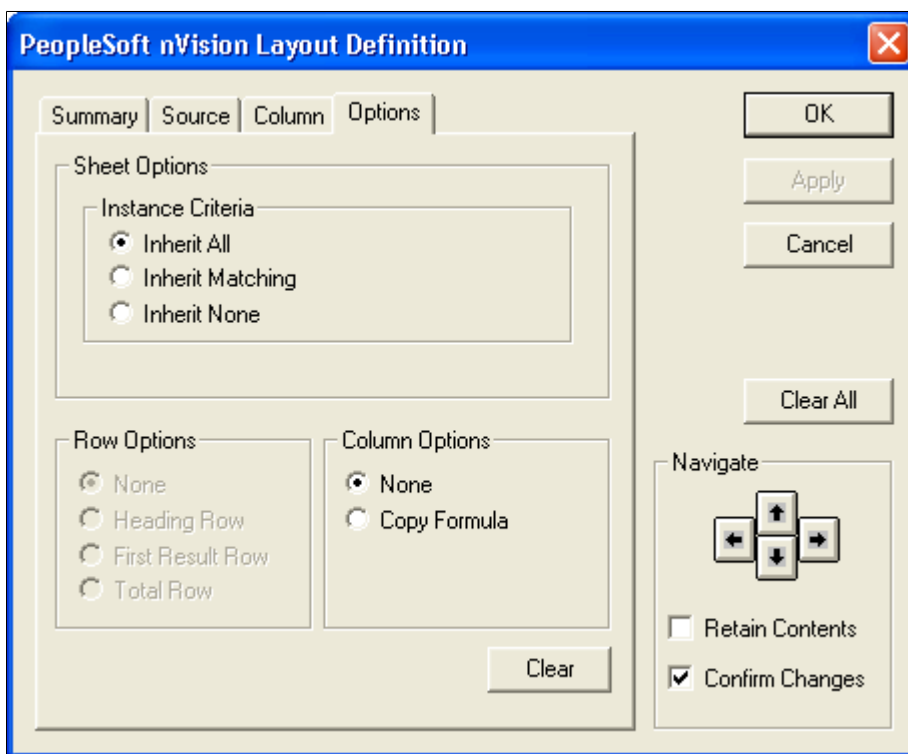 PeopleSoft nVision Layout Definition
Summary Source Column Options
OK
Apply
Cancel
Clear All
Sheet Options
Instance Criteria
Inherit All
Inherit Matching
Inherit None
Row Options
None
Heading Row
First Result Row
Total Row
Column Options
None
Copy Formula
Clear
Navigate
Retain Contents
Confirm Changes